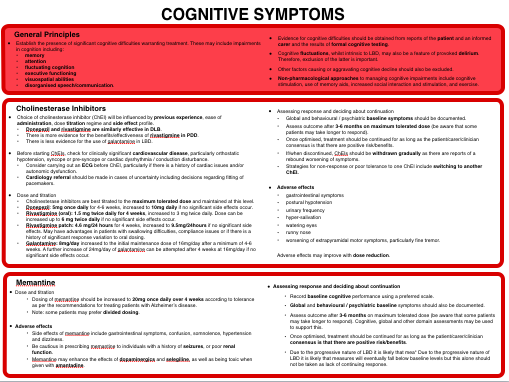 COGNITIVE SYMPTOMS
General Principles
Establish the presence of significant cognitive difficulties warranting treatment. These may include impairments
in cognition including:
memory
attention
fluctuating cognition
executive functioning
visuospatial abilities
disorganised speech/communication
Evidence for cognitive difficulties should be obtained from reports of the patient and an informed
carer and the results of formal cognitive testing.
Cognitive fluctuations, whilst intrinsic to LBD, may also be a feature of provoked delirium.
Therefore, exclusion of the latter is important.
Other factors causing or aggravating cognitive decline should also be excluded.
Non-pharmacological approaches to managing cognitive impairments include cognitive
stimulation, use of memory aids, increased social interaction and stimulation, and exercise.
Cholinesterase Inhibitors
Choice of cholinesterase inhibitor (ChEI) will be influenced by previous experience, ease of
administration, dose titration regime and side effect profile.
Donepezil and rivastigmine are similarly effective in DLB.
There is more evidence for the benefits/effectiveness of rivastigmine in PDD.
There is less evidence for the use of galantamine in LBD.
Before starting ChEIs, check for clinically significant cardiovascular disease, particularly orthostatic
hypotension, syncope or pre-syncope or cardiac dysrhythmia / conduction disturbance.
Consider carrying out an ECG before ChEI, particularly if there is a history of cardiac issues and/or
autonomic dysfunction.
Cardiology referral should be made in cases of uncertainty including decisions regarding fitting of
pacemakers.
Dose and titration
Cholinesterase inhibitors are best titrated to the maximum tolerated dose and maintained at this level.
Donepezil: 5mg once daily for 4 weeks, increased to 10mg daily if no significant side effects occur.
Rivastigmine (oral): 1.5 mg twice daily for 4 weeks, increased to 3 mg twice daily. Dose can be
increased up to 6 mg twice daily if no significant side effects occur.
Rivastigmine patch: 4.6 mg/24 hours for 4 weeks, increased to 9.5mg/24hours if no significant side
effects. May have advantages in patients with swallowing difficulties, compliance issues or if there is a
history of significant response variation to oral dosing.
Galantamine: 8mg/day increased to the initial maintenance dose of 16mg/day after a minimum of 4-8
weeks. A further increase of 24mg/day of galantamine can be attempted after 4 weeks at 16mg/day if no
significant side effects occur.
Assessing response and deciding about continuation
Global and behavioural / psychiatric baseline symptoms should be documented.
Assess outcome after 3-6 months on maximum tolerated dose (be aware that some
patients may take longer to respond).
Once optimised, treatment should continue for as long as the patient/carer/clinician
consensus is that there are positive risk/benefits.
If/when discontinued, ChEIs should be withdrawn gradually as there are reports of a
rebound worsening of symptoms.
Strategies for non-response or poor tolerance to one ChEI include switching to another
ChEI.
Adverse effects
gastrointestinal symptoms
postural hypotension
urinary frequency
hyper-salivation
watering eyes
runny nose
worsening of extrapyramidal motor symptoms, particularly fine tremor.
Adverse effects may improve with dose reduction.
Memantine
Dose and titration
Dosing of memantine should be increased to 20mg once daily over 4 weeks according to tolerance
as per the recommendations for treating patients with Alzheimer's disease.
Note: some patients may prefer divided dosing.
Adverse effects
Side effects of memantine include gastrointestinal symptoms, confusion, somnolence, hypertension
and dizziness.
Be cautious in prescribing memantine to individuals with a history of seizures, or poor renal
function.
Memantine may enhance the effects of dopaminergics and selegiline, as well as being toxic when
given with amantadine.
Assessing response and deciding about continuation
Record baseline cognitive performance using a preferred scale.
Global and behavioural / psychiatric baseline symptoms should also be documented.
Assess outcome after 3-6 months on maximum tolerated dose (be aware that some patients
may take longer to respond). Cognitive, global and other domain assessments may be used
to support this.
Once optimised, treatment should be continued for as long as the patient/carer/clinician
consensus is that there are positive risk/benefits.
Due to the progressive nature of LBD it is likely that meas* Due to the progressive nature of
LBD it is likely that measures will eventually fall below baseline levels but this alone should
not be taken as lack of continuing response.